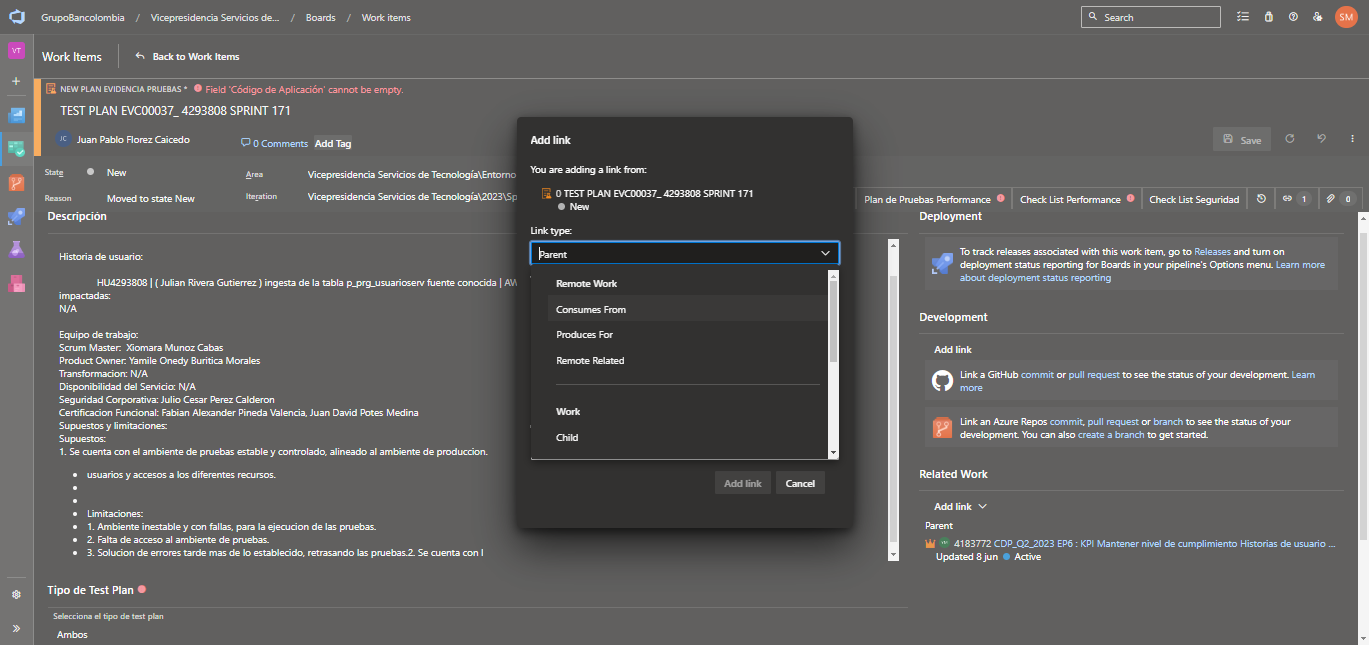 GrupoBancolombia / Vicepresidencia Servicios de... / Boards / Work items
Search
SM
VT
Work Items
Back to Work Items
NEW PLAN EVIDENCIA PRUEBAS * Field 'Código de Aplicación' cannot be empty.
TEST PLAN EVC00037_ 4293808 SPRINT 171
JC Juan Pablo Florez Caicedo
0 Comments Add Tag
Save
State New
Area Vicepresidencia Servicios de Tecnología\Entorno
Reason Moved to state New
Iteration Vicepresidencia Servicios de Tecnología\2023\Sp
Plan de Pruebas Performance
Check List Performance
Check List Seguridad
1
0
Descripción
Historia de usuario:
HU4293808 | ( Julian Rivera Gutierrez ) ingesta de la tabla p_prg_usuarioserv fuente conocida | AW
impactadas:
N/A
Equipo de trabajo:
Scrum Master: Xiomara Munoz Cabas
Product Owner: Yamile Onedy Buritica Morales
Transformacion: N/A
Disponibilidad del Servicio: N/A
Seguridad Corporativa: Julio Cesar Perez Calderon
Certificacion Funcional: Fabian Alexander Pineda Valencia, Juan David Potes Medina
Supuestos y limitaciones:
Supuestos:
1. Se cuenta con el ambiente de pruebas estable y controlado, alineado al ambiente de produccion.
• usuarios y accesos a los diferentes recursos.
•
•
• Limitaciones:
• 1. Ambiente inestable y con fallas, para la ejecucion de las pruebas.
• 2. Falta de acceso al ambiente de pruebas.
• 3. Solucion de errores tarde mas de lo establecido, retrasando las pruebas.2. Se cuenta con l
Tipo de Test Plan
Selecciona el tipo de test plan
Ambos
Add link
You are adding a link from:
0 TEST PLAN EVC00037_ 4293808 SPRINT 171
New
Link type:
Parent
Remote Work
Consumes From
Produces For
Remote Related
Work
Child
Add link
Cancel
Deployment
To track releases associated with this work item, go to Releases and turn on
deployment status reporting for Boards in your pipeline's Options menu. Learn more
about deployment status reporting
Development
Add link
Link a GitHub commit or pull request to see the status of your development. Learn
more
Link an Azure Repos commit, pull request or branch to see the status of your
development. You can also create a branch to get started.
Related Work
Add link
Parent
4183772 CDP_Q2_2023 EP6 : KPI Mantener nivel de cumplimiento Historias de usuario ...
Updated 8 jun Active